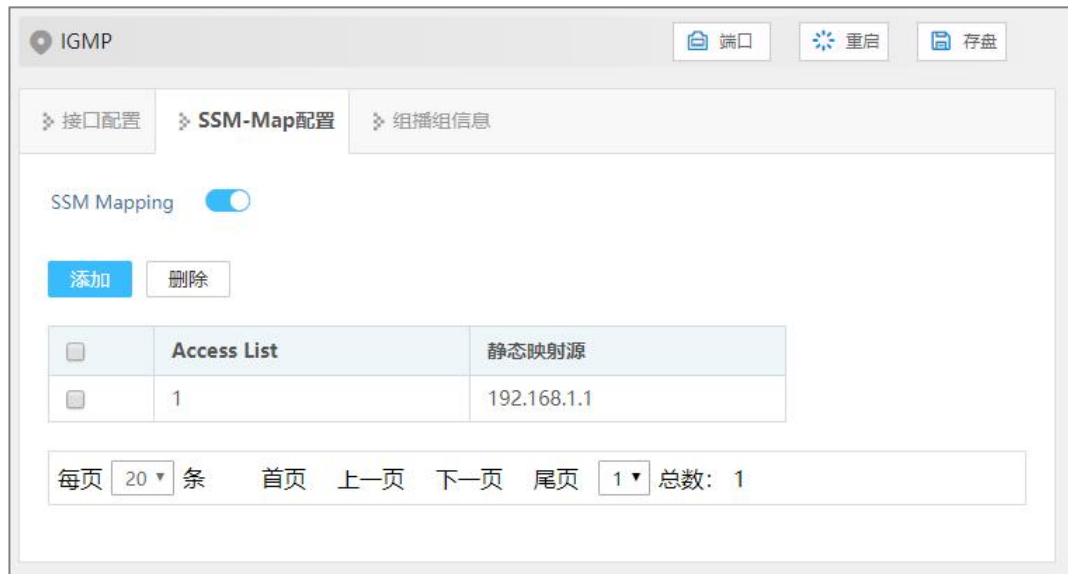 IGMP 端口 重启 存盘
接口配置 SSM-Map配置 组播组信息
SSM Mapping
添加 删除
Access List 静态映射源
1 192.168.1.1
每页 20 条 首页 上一页 下一页 尾页 1 总数： 1